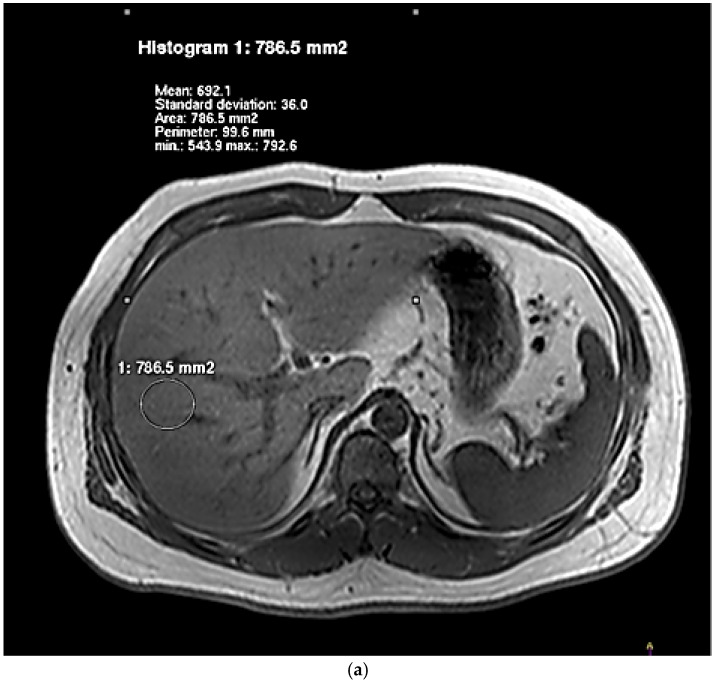 Histogram 1: 786.5 mm2
Mean: 692.1
Standard deviation: 36.0
Area: 786.5 mm2
Perimeter: 99.6 mm
min.: 543.9 max.: 792.6
1: 786.5 mm2
(a)